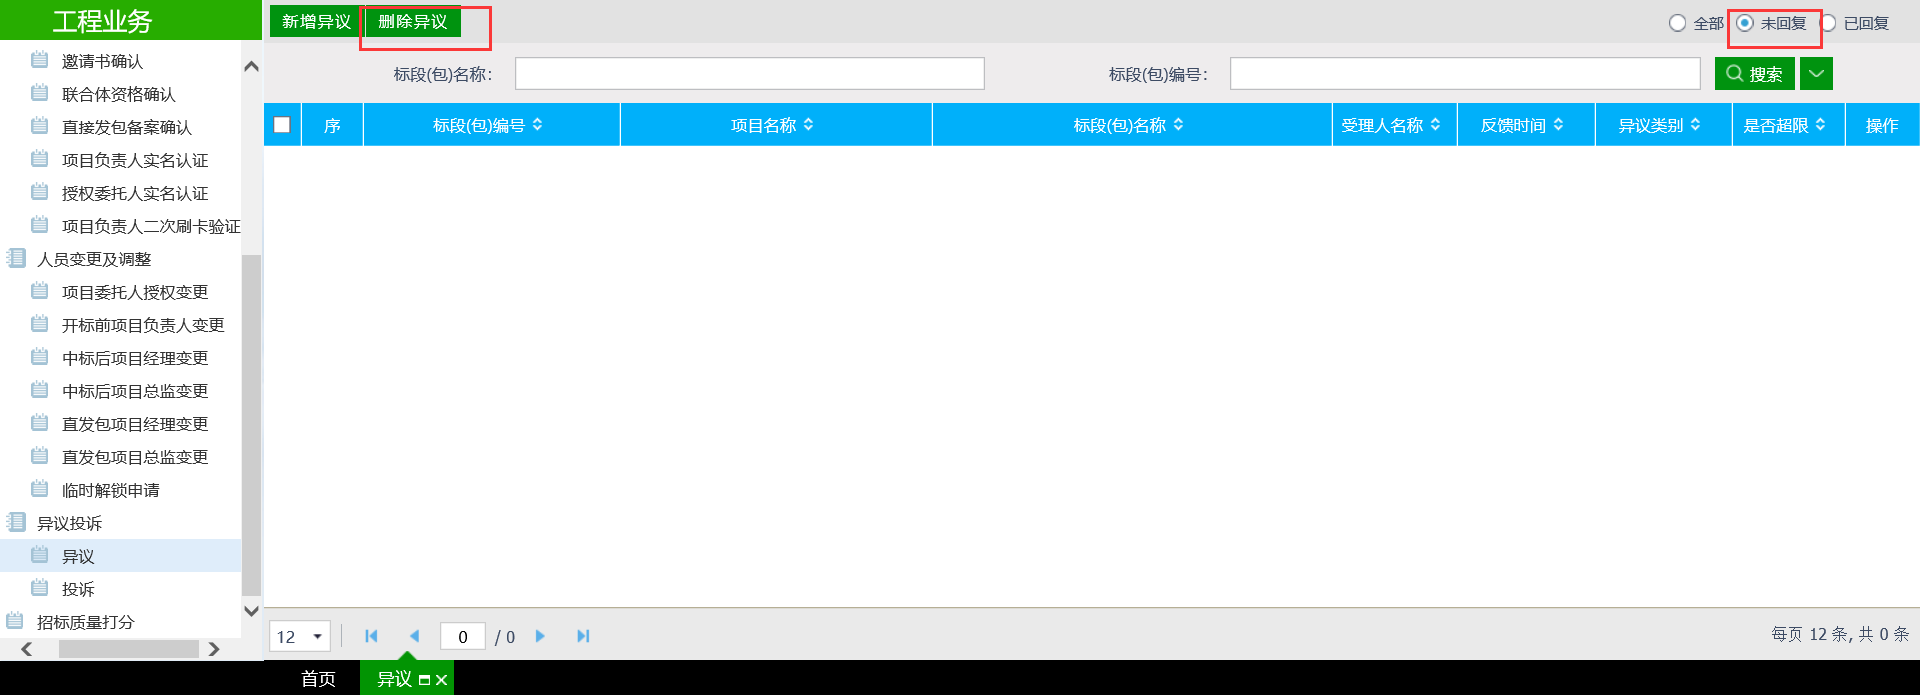 工程业务
邀请书确认
联合体资格确认
直接发包备案确认
项目负责人实名认证
授权委托人实名认证
项目负责人二次刷卡验证
人员变更及调整
项目委托人授权变更
开标前项目负责人变更
中标后项目经理变更
中标后项目总监变更
直发包项目经理变更
直发包项目总监变更
临时解锁申请
异议投诉
异议
投诉
招标质量打分
新增异议 删除异议 全部 未回复 已回复
标段(包)名称: 标段(包)编号: 搜索
序 标段(包)编号 项目名称 标段(包)名称 受理人名称 反馈时间 异议类别 是否超限 操作
12 0 / 0 每页 12 条, 共 0 条
首页 异议